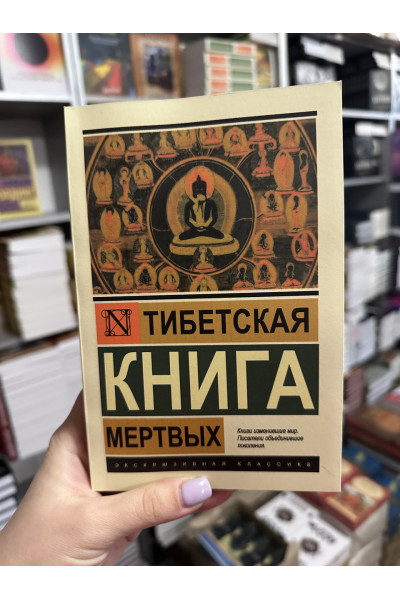 ТИБЕТСКАЯ
КНИГА
МЕРТВЫХ
Книги изменившие мир.
Писатели объединившие
поколения.
ЭКСКЛЮЗИВНАЯ КЛАССИКА